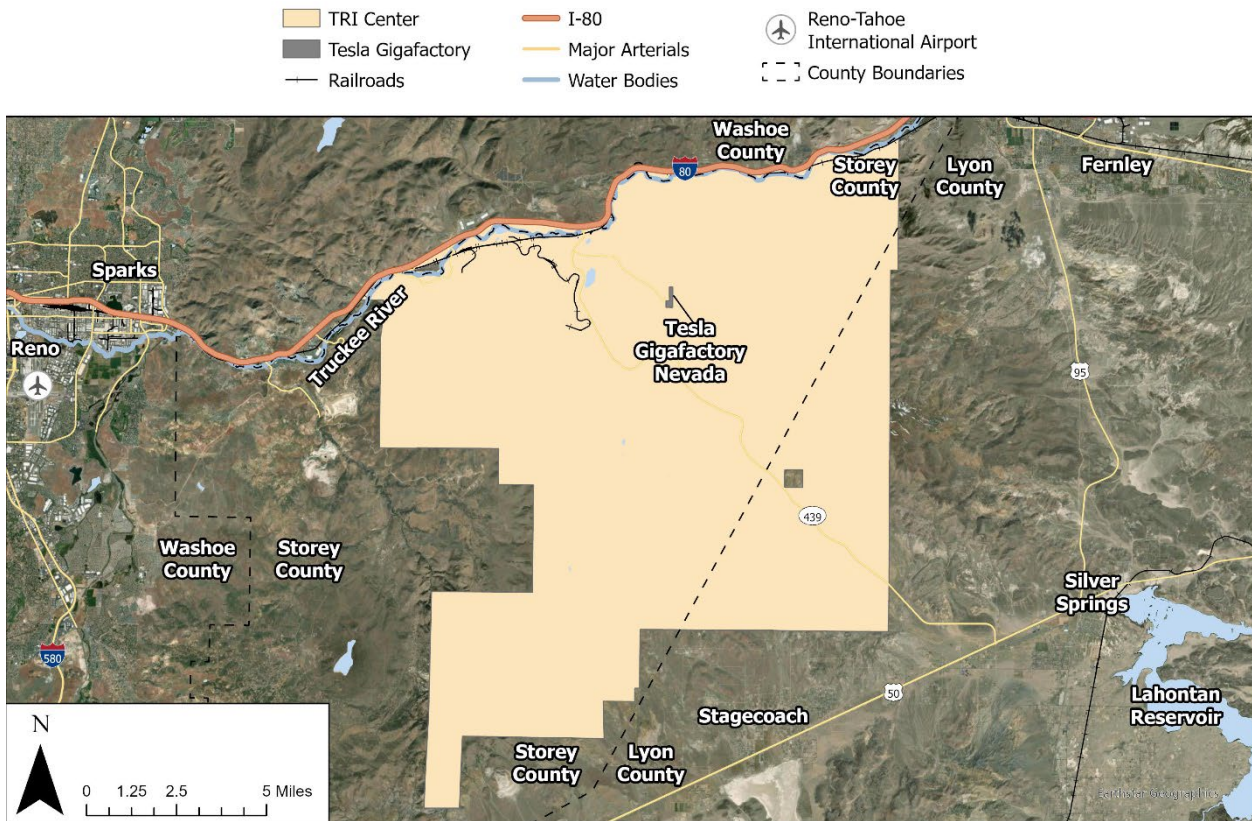 TRI Center
Tesla Gigafactory
Railroads
I-80
Major Arterials
Water Bodies
Reno-Tahoe
International Airport
County Boundaries
Washoe
County
80
Storey
County
Lyon
County
Fernley
Sparks
Truckee River
Reno
Tesla
Gigafactory
Nevada
95
439
Washoe
County
Storey
County
Silver
Springs
580
50
Stagecoach
Lahontan
Reservoir
Storey
County
Lyon
County
N
0 1.25 2.5 5 Miles
Earthstar Geographics